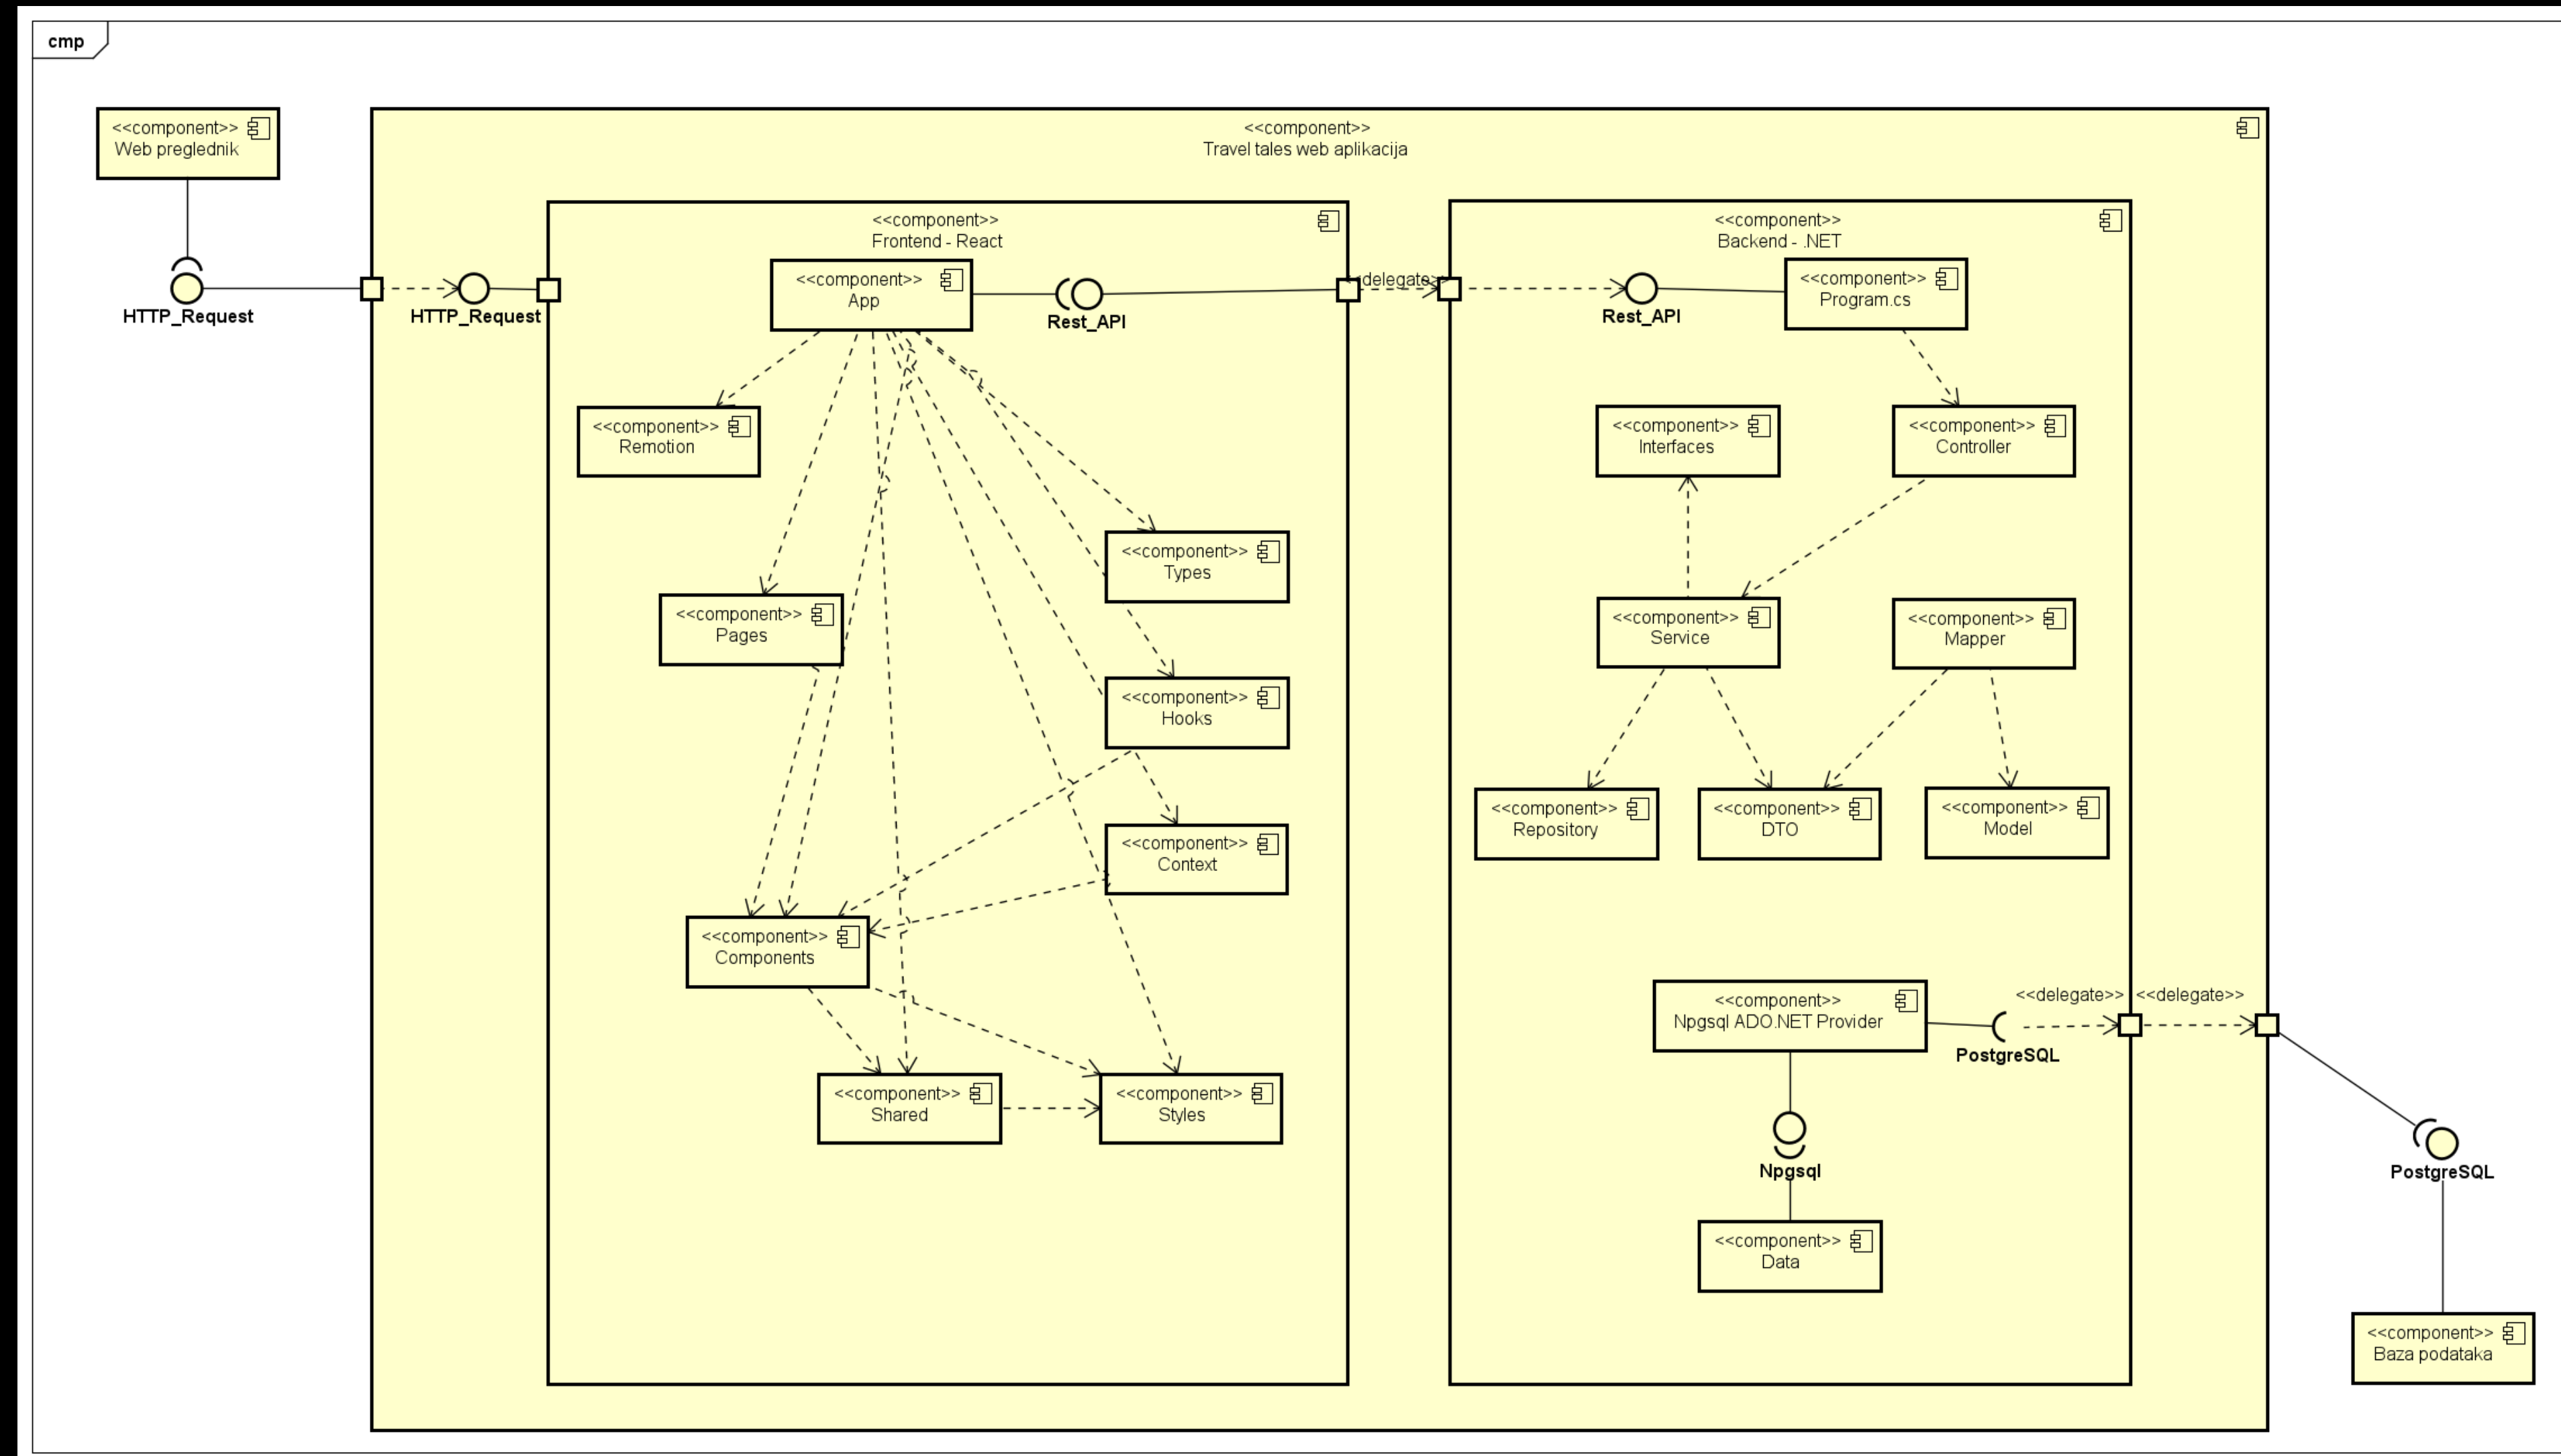 cmp
<<component>>
Web preglednik
<<component>>
Travel tales web aplikacija
HTTP_Request
HTTP_Request
<<component>>
Frontend - React
<<component>>
App
Rest_API
<<delegate>>
<<component>>
Remotion
<<component>>
Types
<<component>>
Pages
<<component>>
Hooks
<<component>>
Context
<<component>>
Components
<<component>>
Shared
<<component>>
Styles
<<component>>
Backend - .NET
Rest_API
<<component>>
Program.cs
<<component>>
Interfaces
<<component>>
Controller
<<component>>
Service
<<component>>
Mapper
<<component>>
Repository
<<component>>
DTO
<<component>>
Model
<<component>>
Npgsql ADO.NET Provider
PostgreSQL
<<delegate>>
<<delegate>>
Npgsql
<<component>>
Data
PostgreSQL
<<component>>
Baza podataka